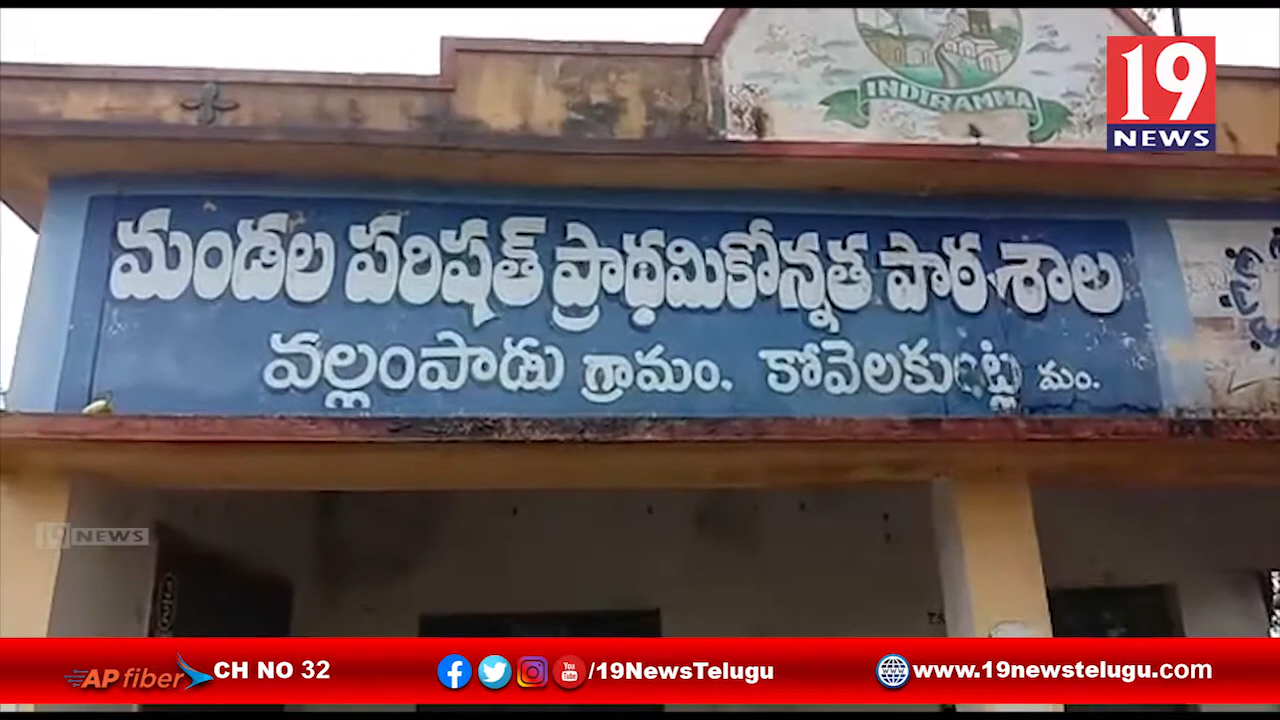 INDIRAMMA
19
NEWS
మండల పరిషత్ ప్రాథమికోన్నత పాఠశాల
వల్లంపాడు గ్రామం. కోవెలకుంట్ల మం.
19 NEWS
AP fiber CH NO 32
/19NewsTelugu
www.19newstelugu.com